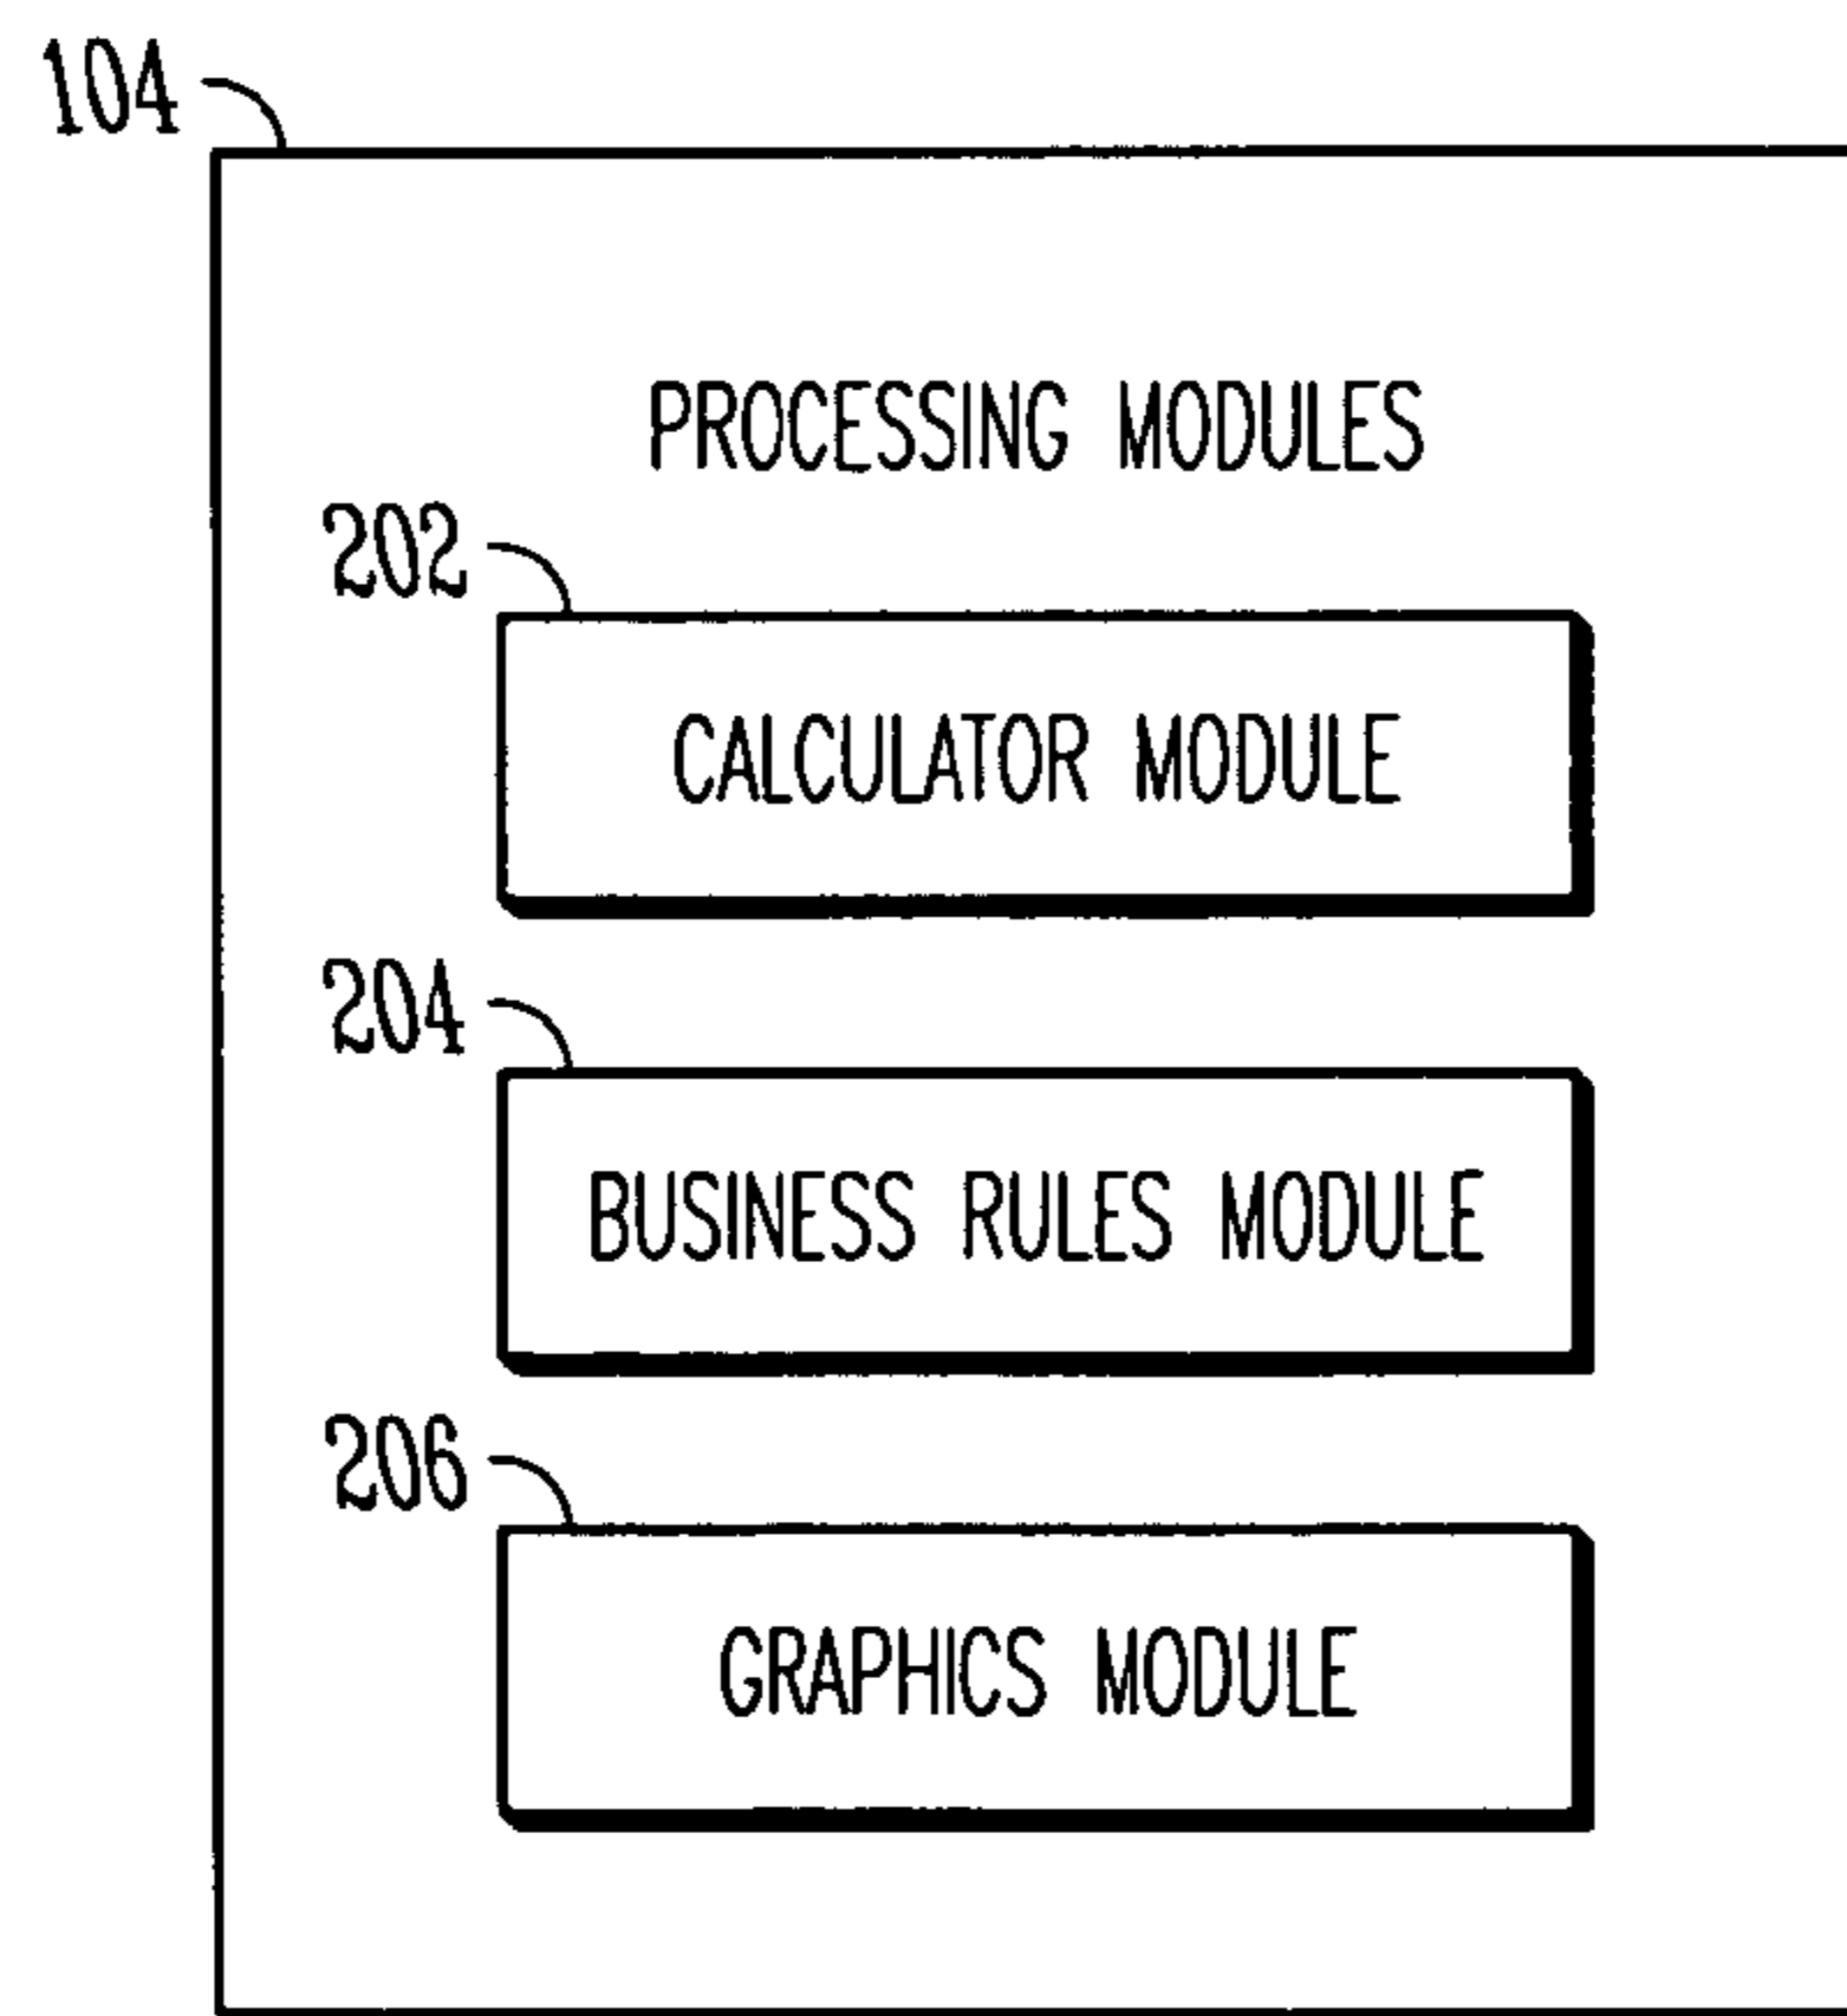 104
PROCESSING MODULES
202
CALCULATOR MODULE
204
BUSINESS RULES MODULE
206
GRAPHICS MODULE